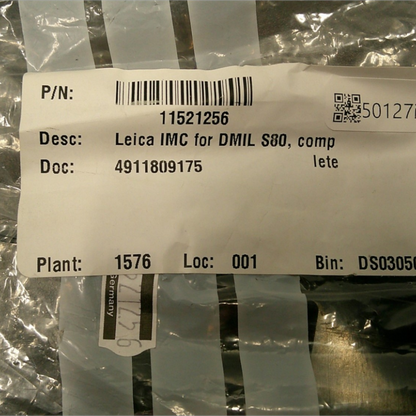 P/N:
11521256
Desc: Leica IMC for DMIL S80, comp
lete
Doc: 4911809175
Plant: 1576 Loc: 001 Bin: DS0305
50127
Germany